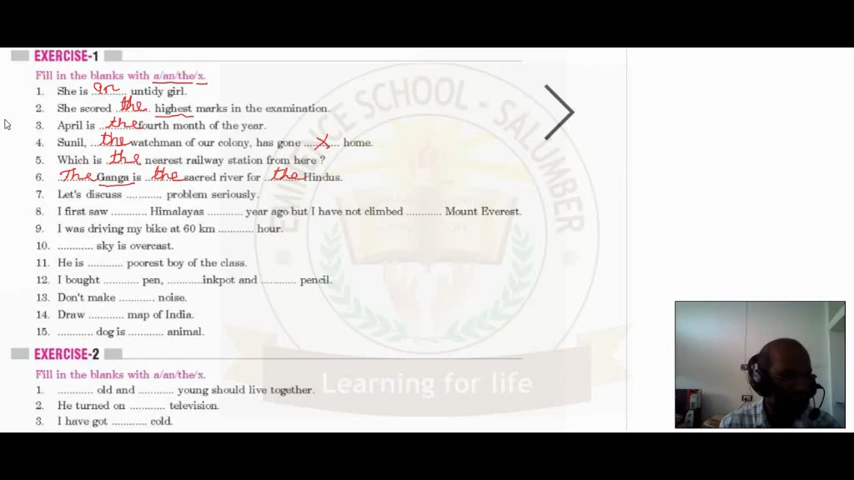 EXERCISE-1
Fill in the blanks with a/an/the/x.
1. She is ...an... untidy girl.
2. She scored ...the... highest marks in the examination.
3. April is ...the... fourth month of the year.
4. Sunil, ...the... watchman of our colony, has gone ...x... home.
5. Which is ...the... nearest railway station from here ?
6. ...The... Ganga is ...the... sacred river for ...the... Hindus.
7. Let's discuss ............ problem seriously.
8. I first saw ............ Himalayas ............ year ago but I have not climbed ............ Mount Everest.
9. I was driving my bike at 60 km ............ hour.
10. ............ sky is overcast.
11. He is ............ poorest boy of the class.
12. I bought ............ pen, ............inkpot and ............ pencil.
13. Don't make ............ noise.
14. Draw ............ map of India.
15. ............ dog is ............ animal.
EXERCISE-2
Fill in the blanks with a/an/the/x.
1. ............ old and ............ young should live together.
2. He turned on ............ television.
3. I have got ............ cold.
EMINENCE SCHOOL - SALUMBER
Learning for life